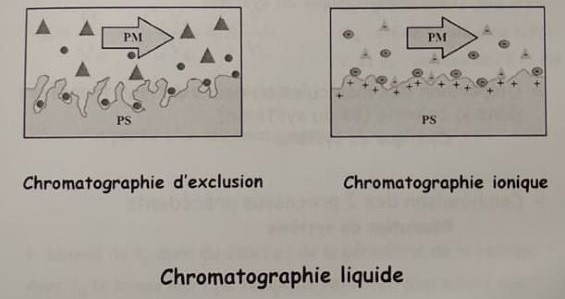 PM
PM
PS
PS
Chromatographie d'exclusion
Chromatographie ionique
Chromatographie liquide